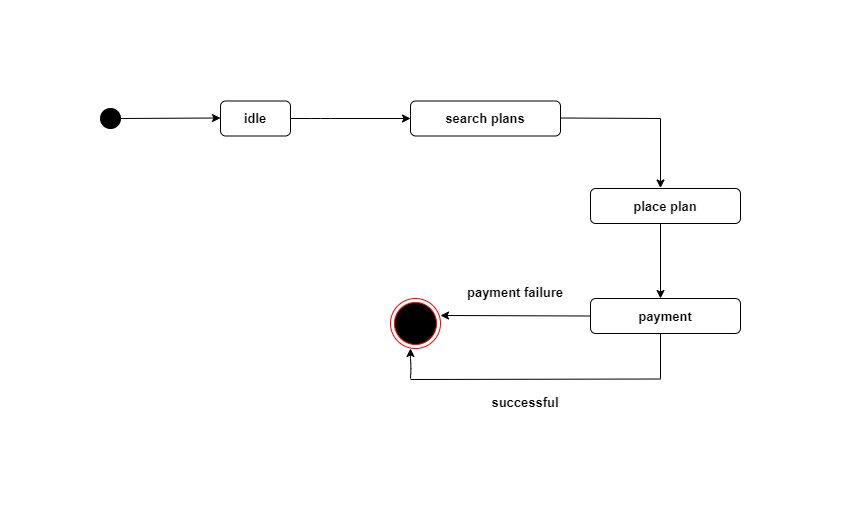 idle
search plans
place plan
payment failure
payment
successful